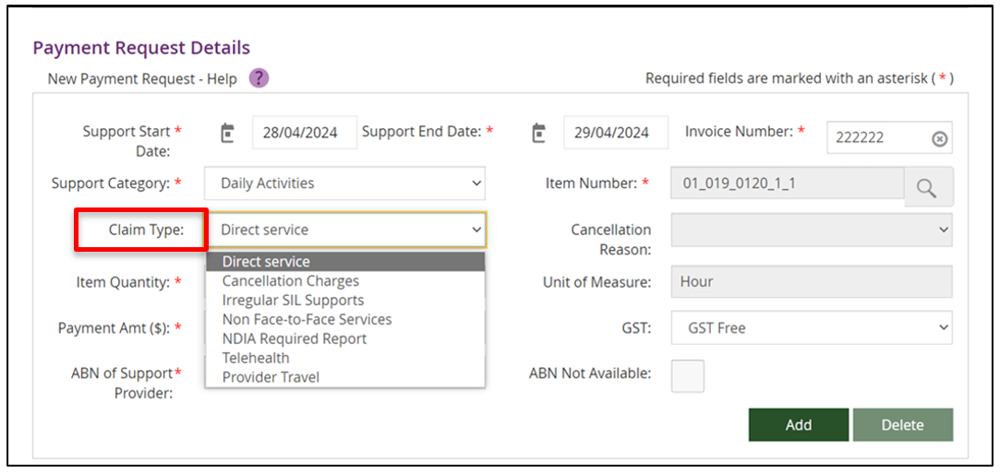 Payment Request Details
New Payment Request - Help ?
Required fields are marked with an asterisk ( * )
Support Start * Date: 28/04/2024 Support End Date: * 29/04/2024 Invoice Number: * 222222
Support Category: * Daily Activities Item Number: * 01_019_0120_1_1
Claim Type: Direct service Cancellation Reason:
Direct service
Cancellation Charges
Irregular SIL Supports
Non Face-to-Face Services
NDIA Required Report
Telehealth
Provider Travel
Item Quantity: * Unit of Measure: Hour
Payment Amt ($): * GST: GST Free
ABN of Support* Provider: ABN Not Available:
Add Delete